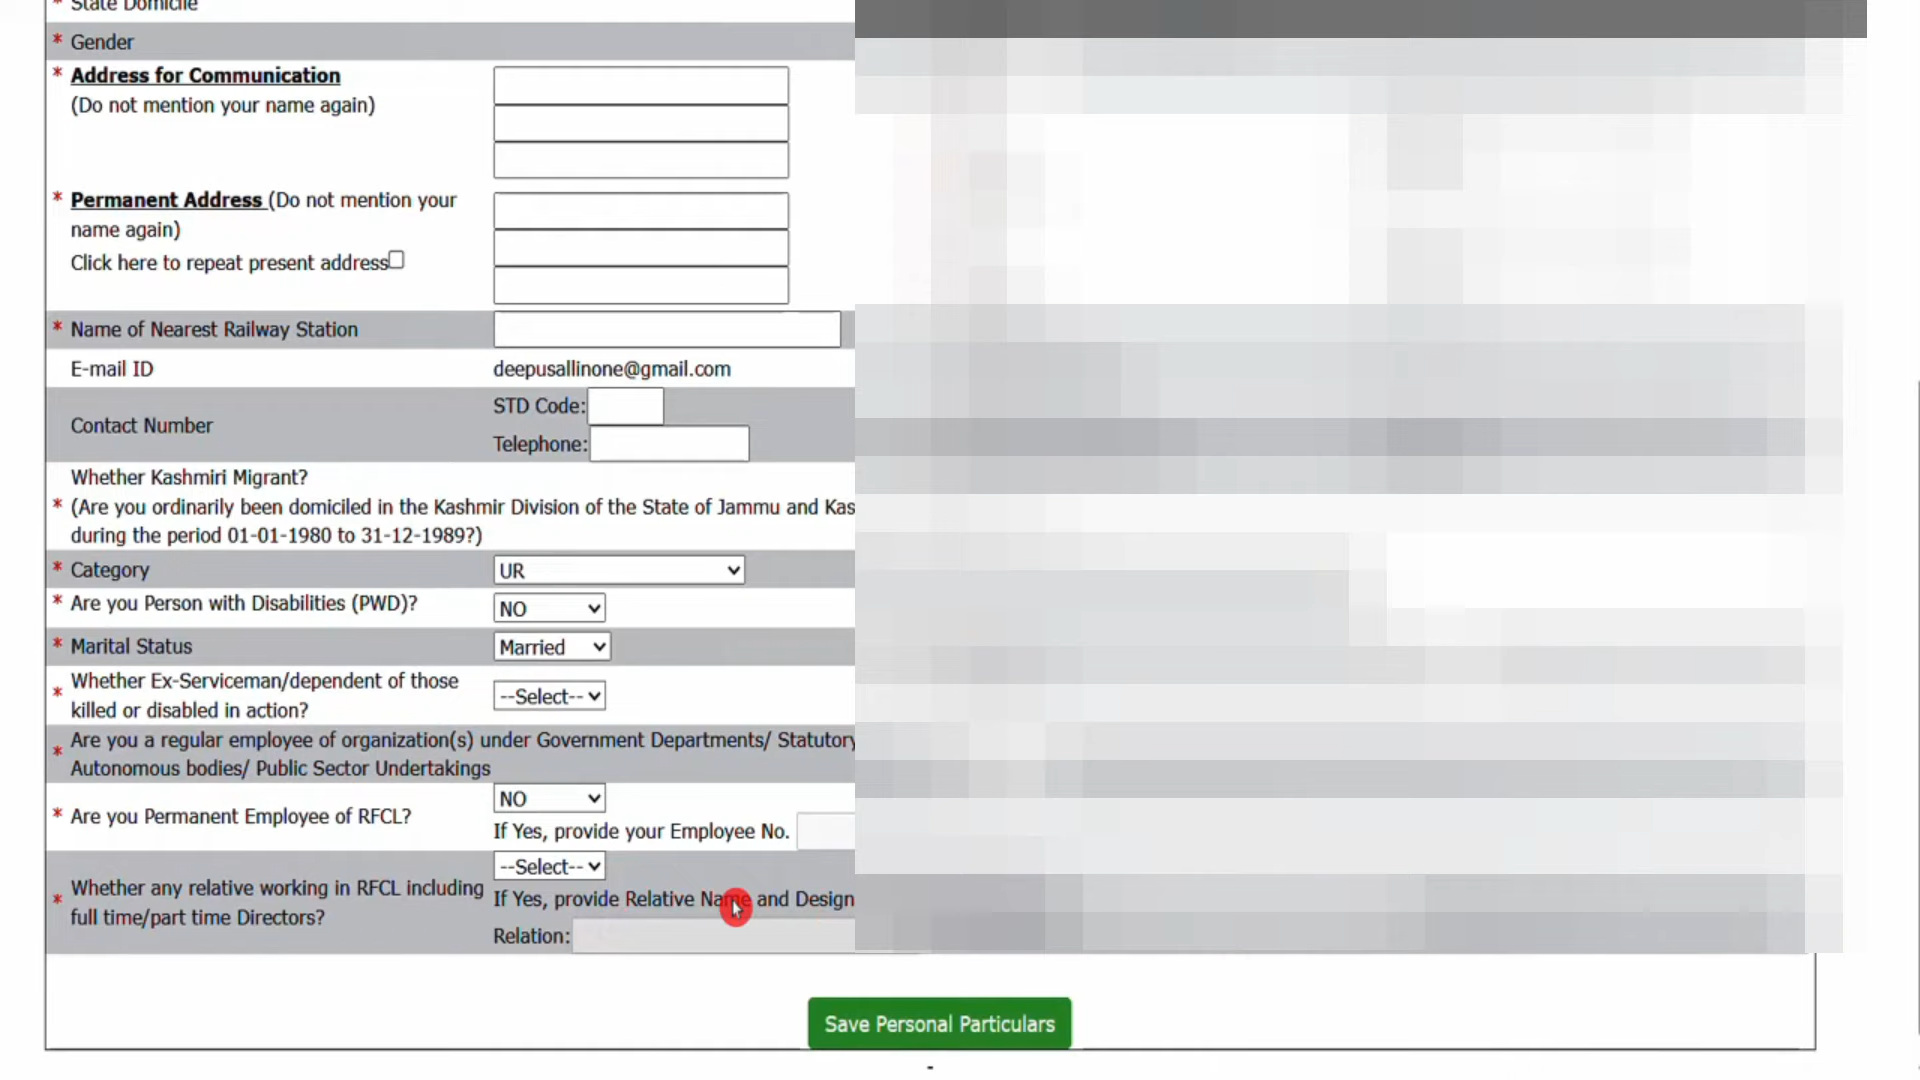 * State Domicile
* Gender
* Address for Communication
(Do not mention your name again)
* Permanent Address (Do not mention your
name again)
Click here to repeat present address
* Name of Nearest Railway Station
E-mail ID deepusallinone@gmail.com
Contact Number
STD Code:
Telephone:
Whether Kashmiri Migrant?
* (Are you ordinarily been domiciled in the Kashmir Division of the State of Jammu and Kas
during the period 01-01-1980 to 31-12-1989?)
* Category UR
* Are you Person with Disabilities (PWD)? NO
* Marital Status Married
* Whether Ex-Serviceman/dependent of those
killed or disabled in action?
--Select--
* Are you a regular employee of organization(s) under Government Departments/ Statutory
Autonomous bodies/ Public Sector Undertakings
* Are you Permanent Employee of RFCL?
NO
If Yes, provide your Employee No.
* Whether any relative working in RFCL including
full time/part time Directors?
--Select--
If Yes, provide Relative Name and Design
Relation:
Save Personal Particulars
-